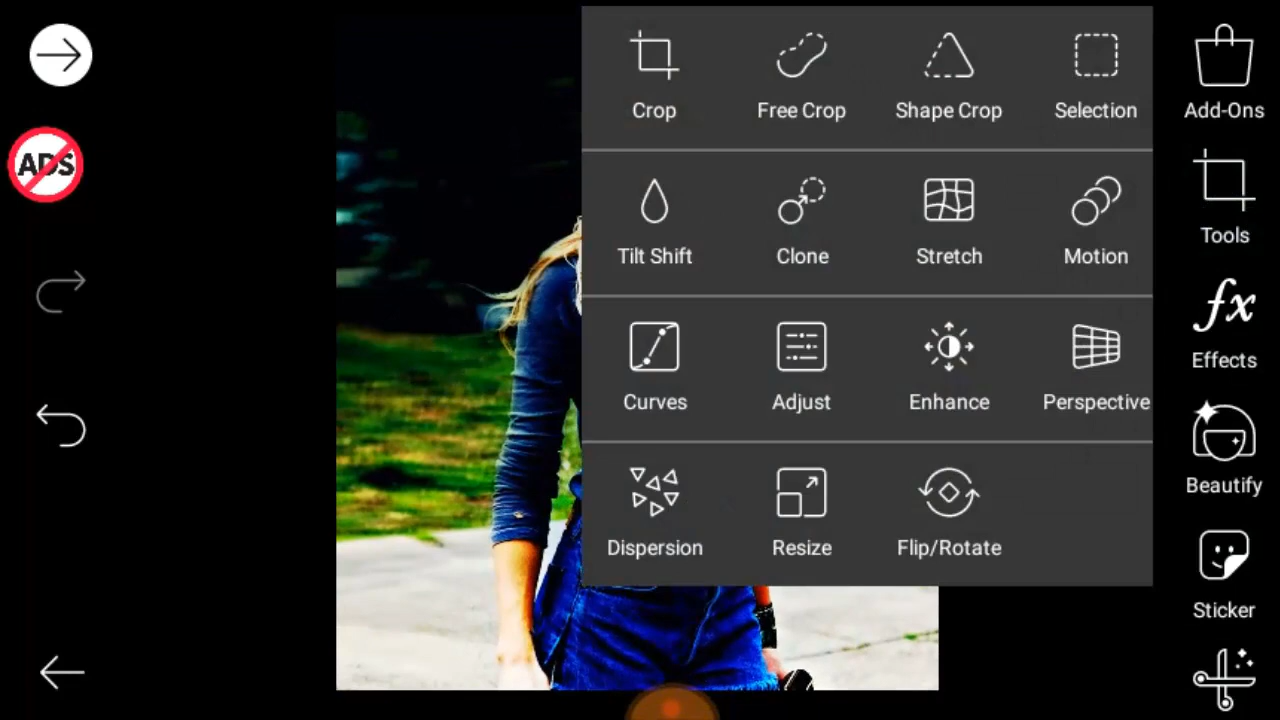 Crop Free Crop Shape Crop Selection
Tilt Shift Clone Stretch Motion
Curves Adjust Enhance Perspective
Dispersion Resize Flip/Rotate
ADS
Add-Ons
Tools
fx
Effects
Beautify
Sticker